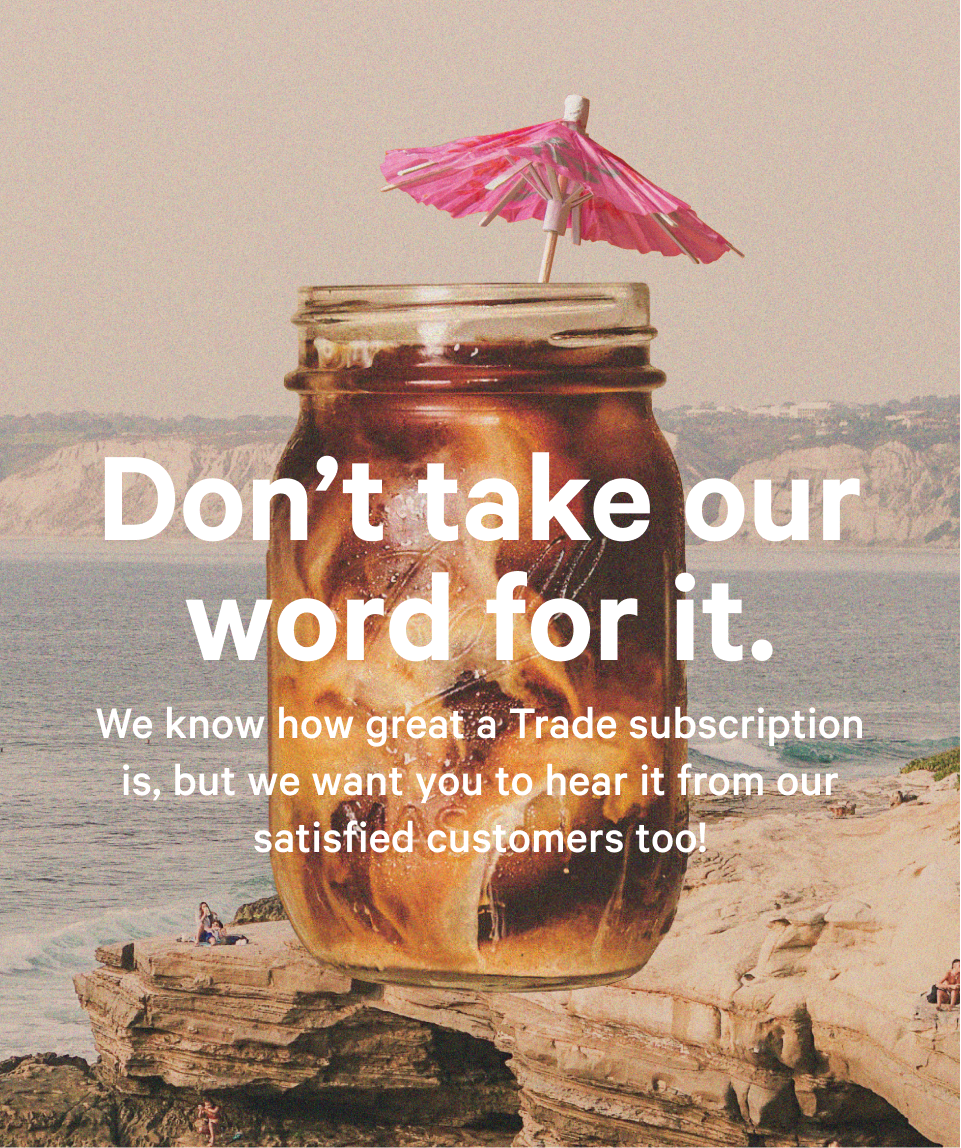 Don’t take our
word for it.
We know how great a Trade subscription
is, but we want you to hear it from our
satisfied customers too!